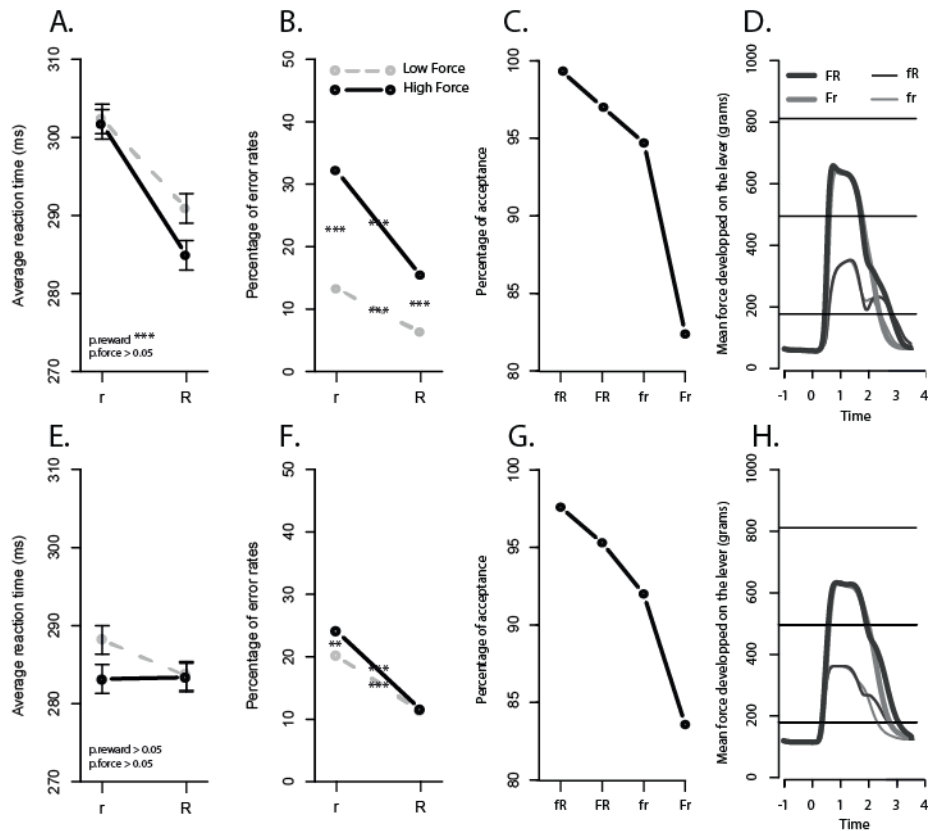 A.
Average reaction time (ms)
310
300
290
280
270
p.reward ***
p.force > 0.05
r
R
B.
Percentage of error rates
50
40
30
20
10
0
Low Force
High Force
***
***
***
***
r
R
C.
Percentage of acceptance
100
95
90
85
80
fR
FR
fr
Fr
D.
Mean force developped on the lever (grams)
1000
800
600
400
200
0
FR
fR
Fr
fr
-1
0
1
2
3
4
Time
E.
Average reaction time (ms)
310
300
290
280
270
p.reward > 0.05
p.force > 0.05
r
R
F.
Percentage of error rates
50
40
30
20
10
0
**
***
***
r
R
G.
Percentage of acceptance
100
95
90
85
80
fR
FR
fr
Fr
H.
Mean force developped on the lever (grams)
1000
800
600
400
200
0
-1
0
1
2
3
4
Time